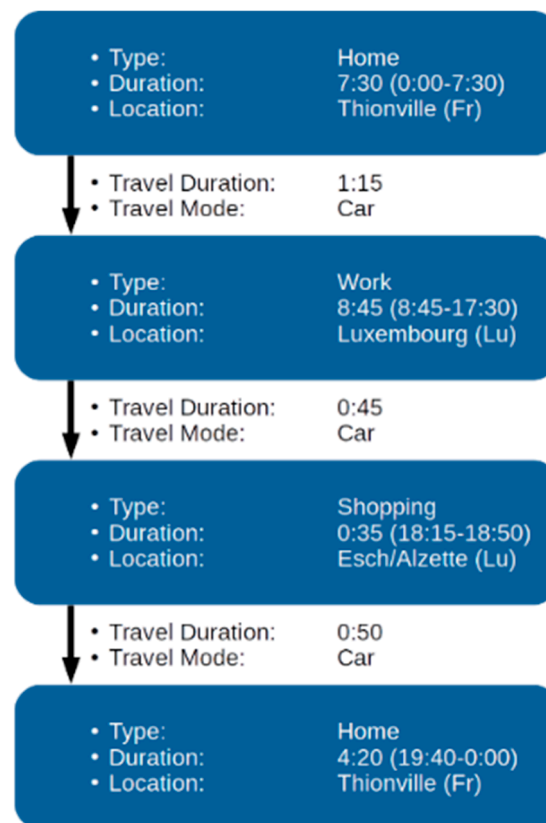 • Type: Home
• Duration: 7:30 (0:00-7:30)
• Location: Thionville (Fr)
• Travel Duration: 1:15
• Travel Mode: Car
• Type: Work
• Duration: 8:45 (8:45-17:30)
• Location: Luxembourg (Lu)
• Travel Duration: 0:45
• Travel Mode: Car
• Type: Shopping
• Duration: 0:35 (18:15-18:50)
• Location: Esch/Alzette (Lu)
• Travel Duration: 0:50
• Travel Mode: Car
• Type: Home
• Duration: 4:20 (19:40-0:00)
• Location: Thionville (Fr)